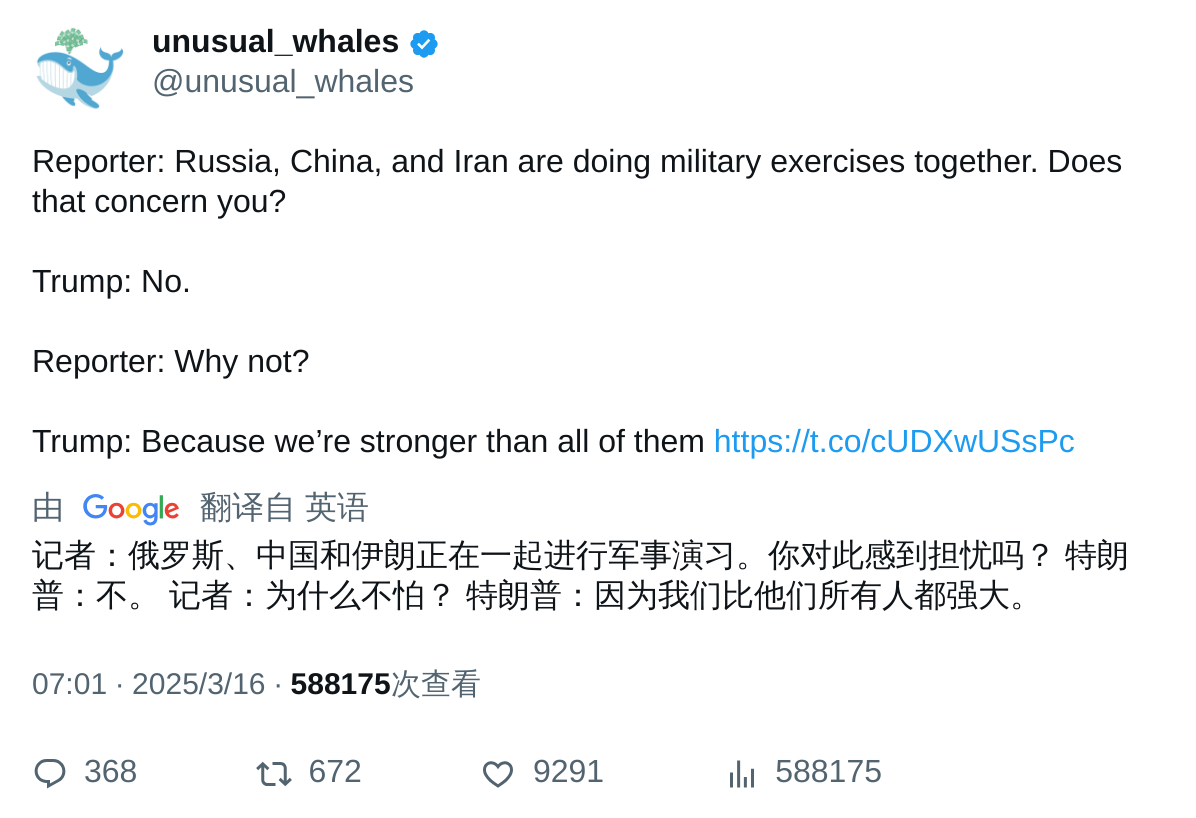 unusual_whales
@unusual_whales
Reporter: Russia, China, and Iran are doing military exercises together. Does
that concern you?
Trump: No.
Reporter: Why not?
Trump: Because we’re stronger than all of them https://t.co/cUDXwUSsPc
由 Google 翻译自 英语
记者：俄罗斯、中国和伊朗正在一起进行军事演习。你对此感到担忧吗？ 特朗
普：不。 记者：为什么不怕？ 特朗普：因为我们比他们所有人都强大。
07:01 · 2025/3/16 · 588175次查看
368 672 9291 588175